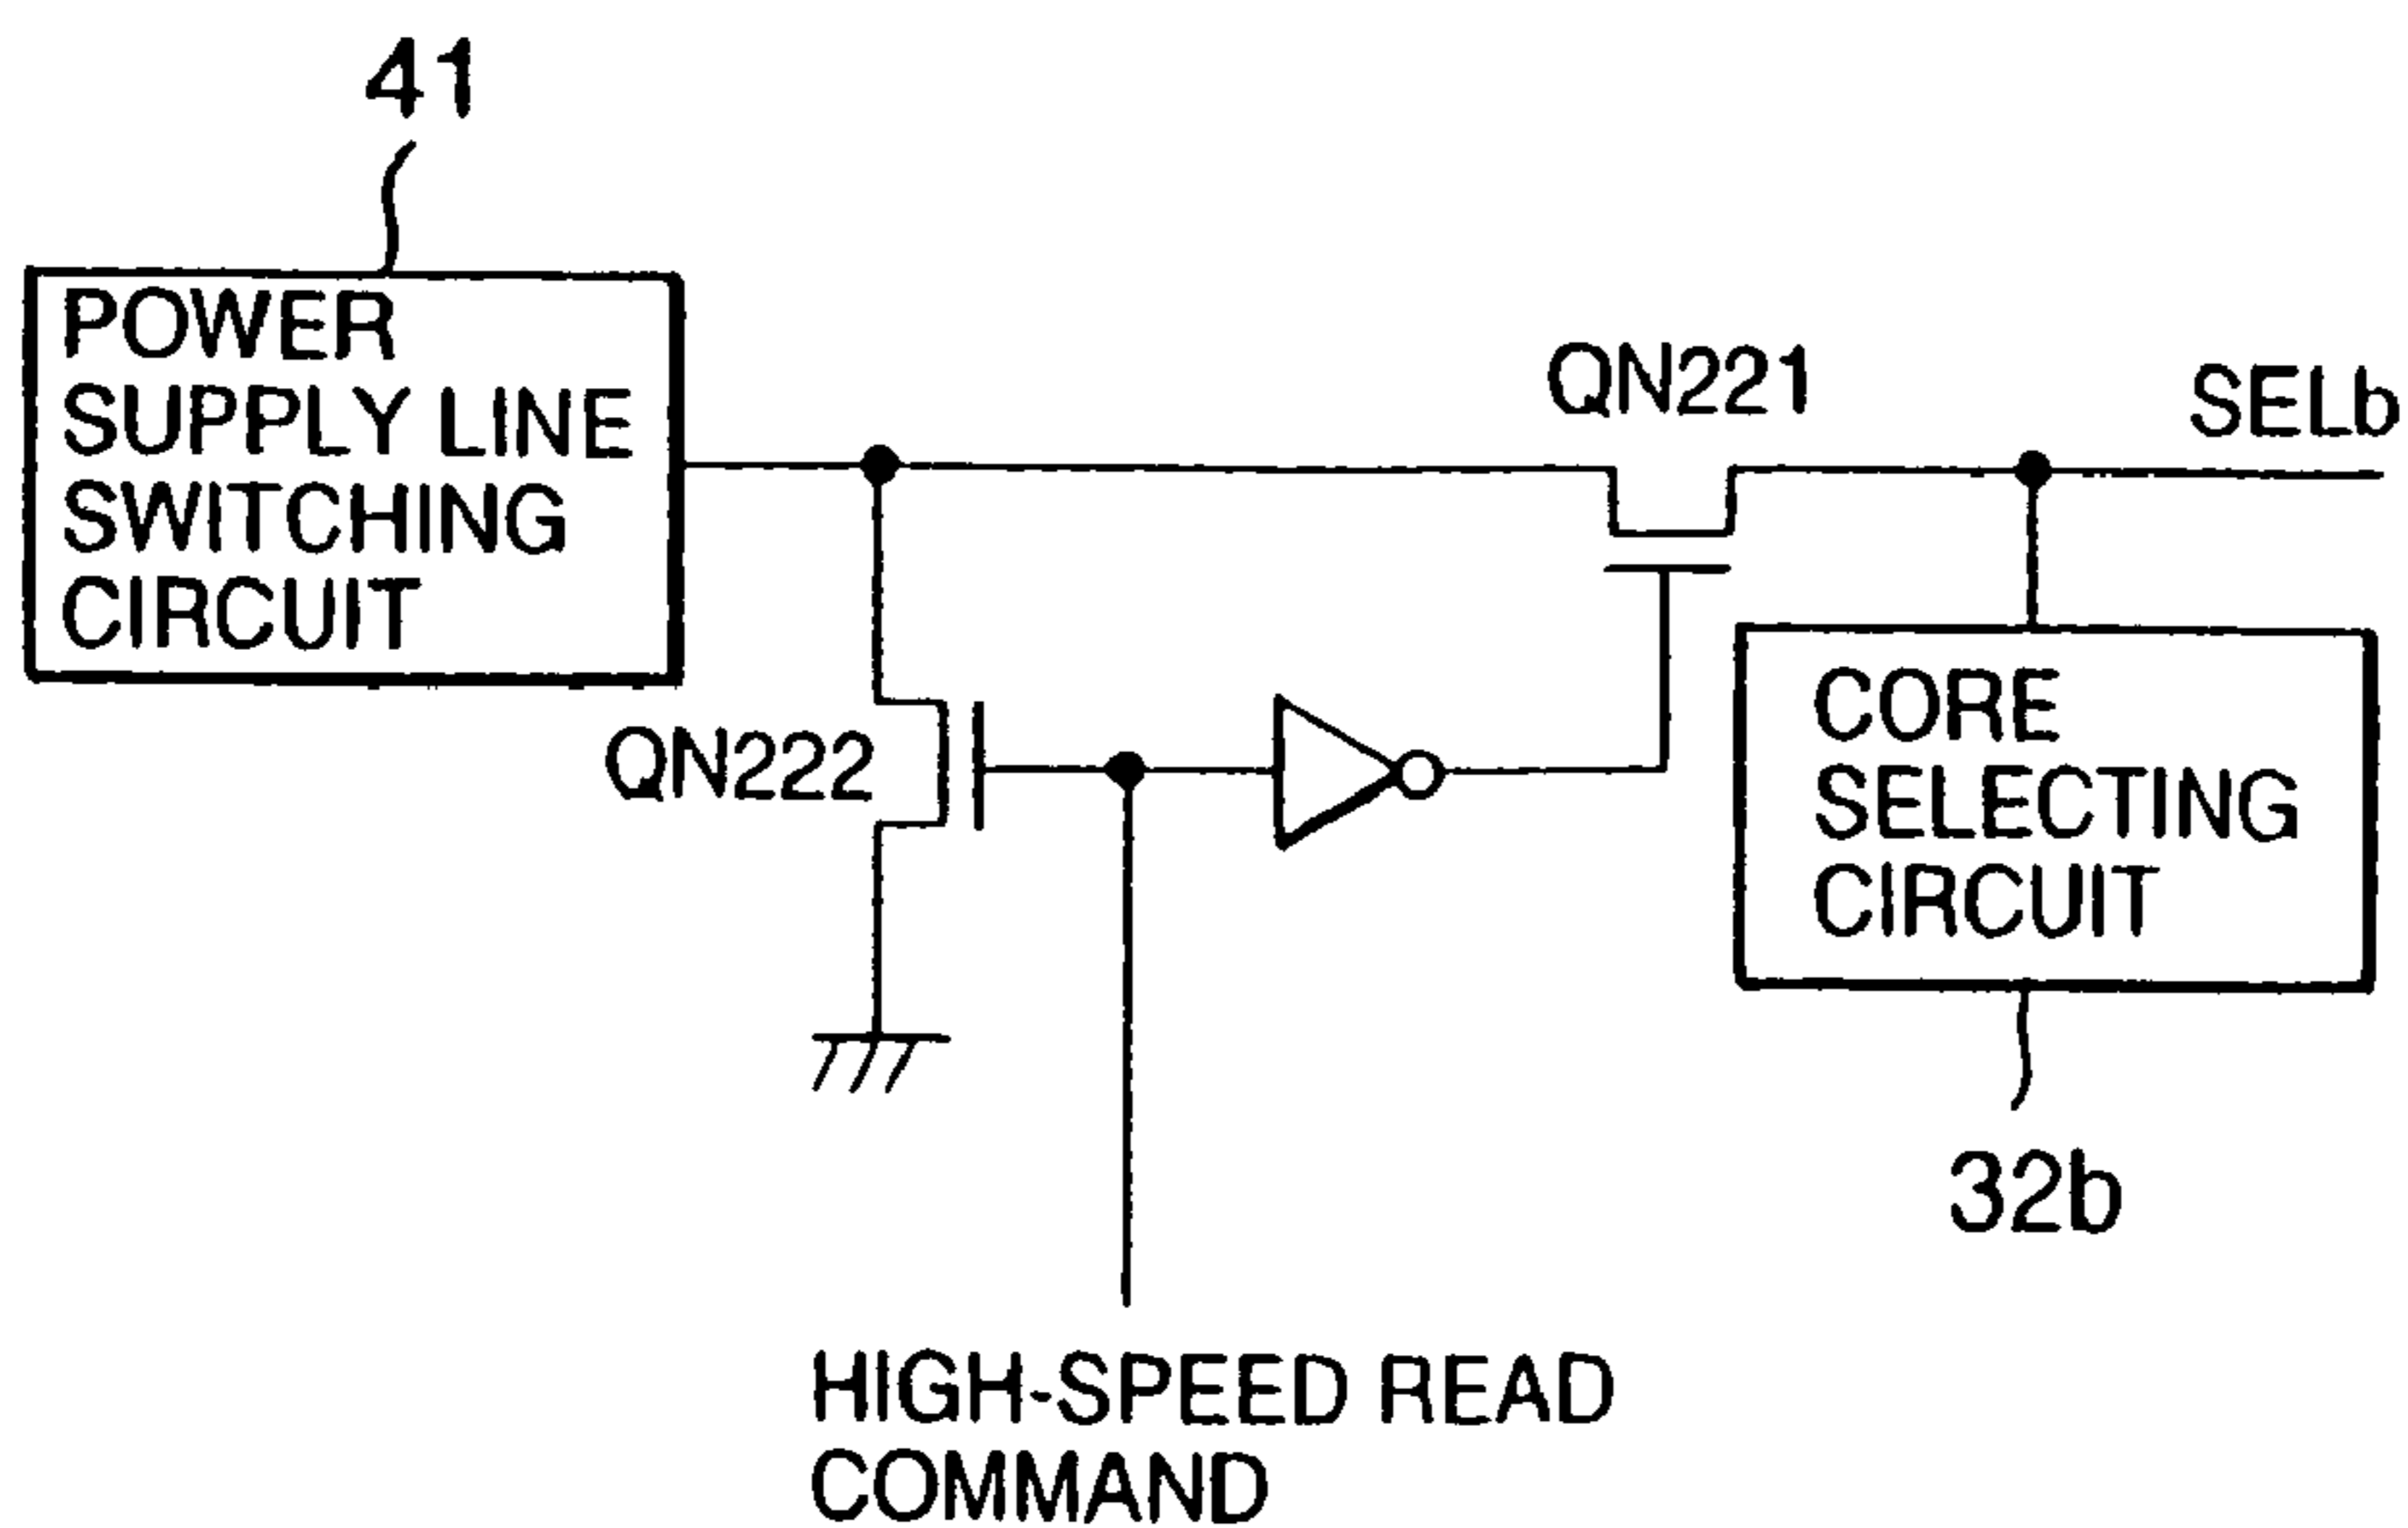 41
POWER
SUPPLY LINE
SWITCHING
CIRCUIT
QN221
SELb
QN222
CORE
SELECTING
CIRCUIT
32b
HIGH-SPEED READ
COMMAND